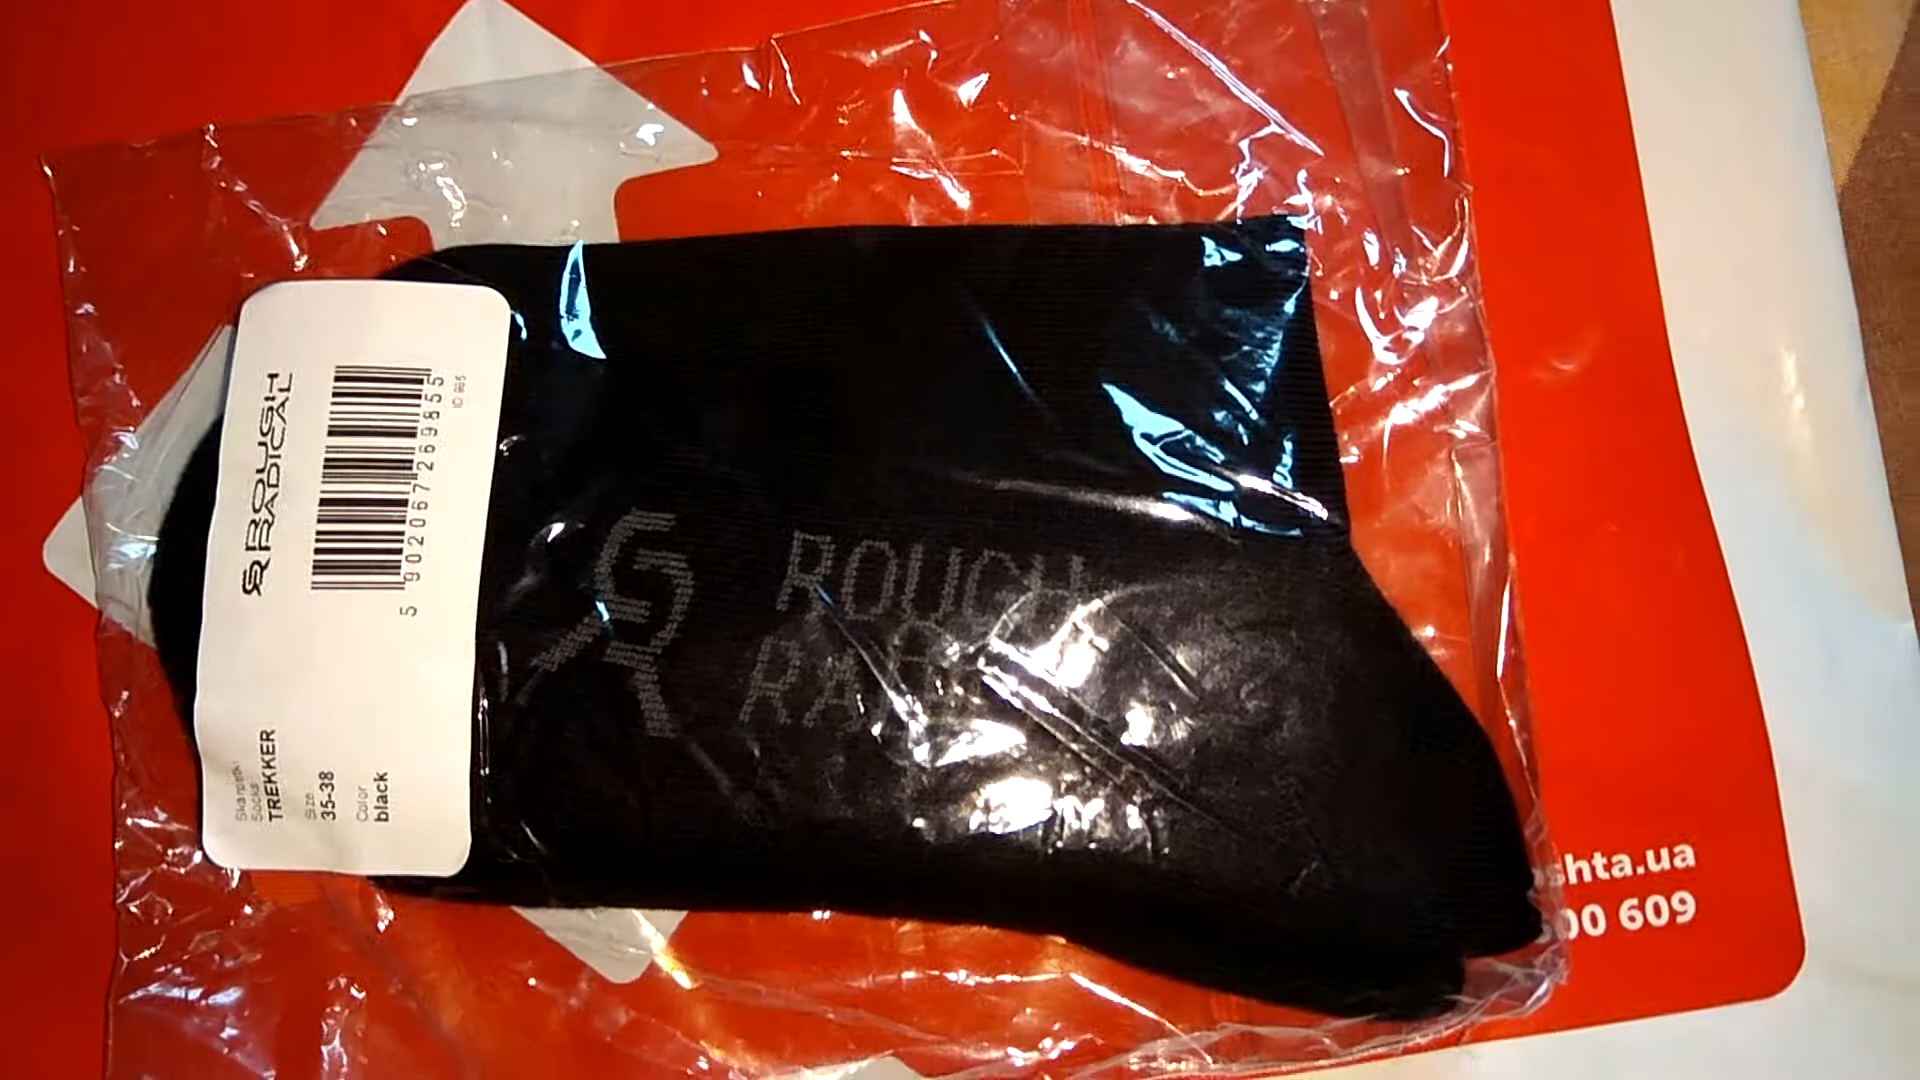 ROUGH
RADICAL
5 902067 269855
ID 985
Skarpetki
Socks
TREKKER
Size
35-38
Color
black
ROUGH
shta.ua
00 609